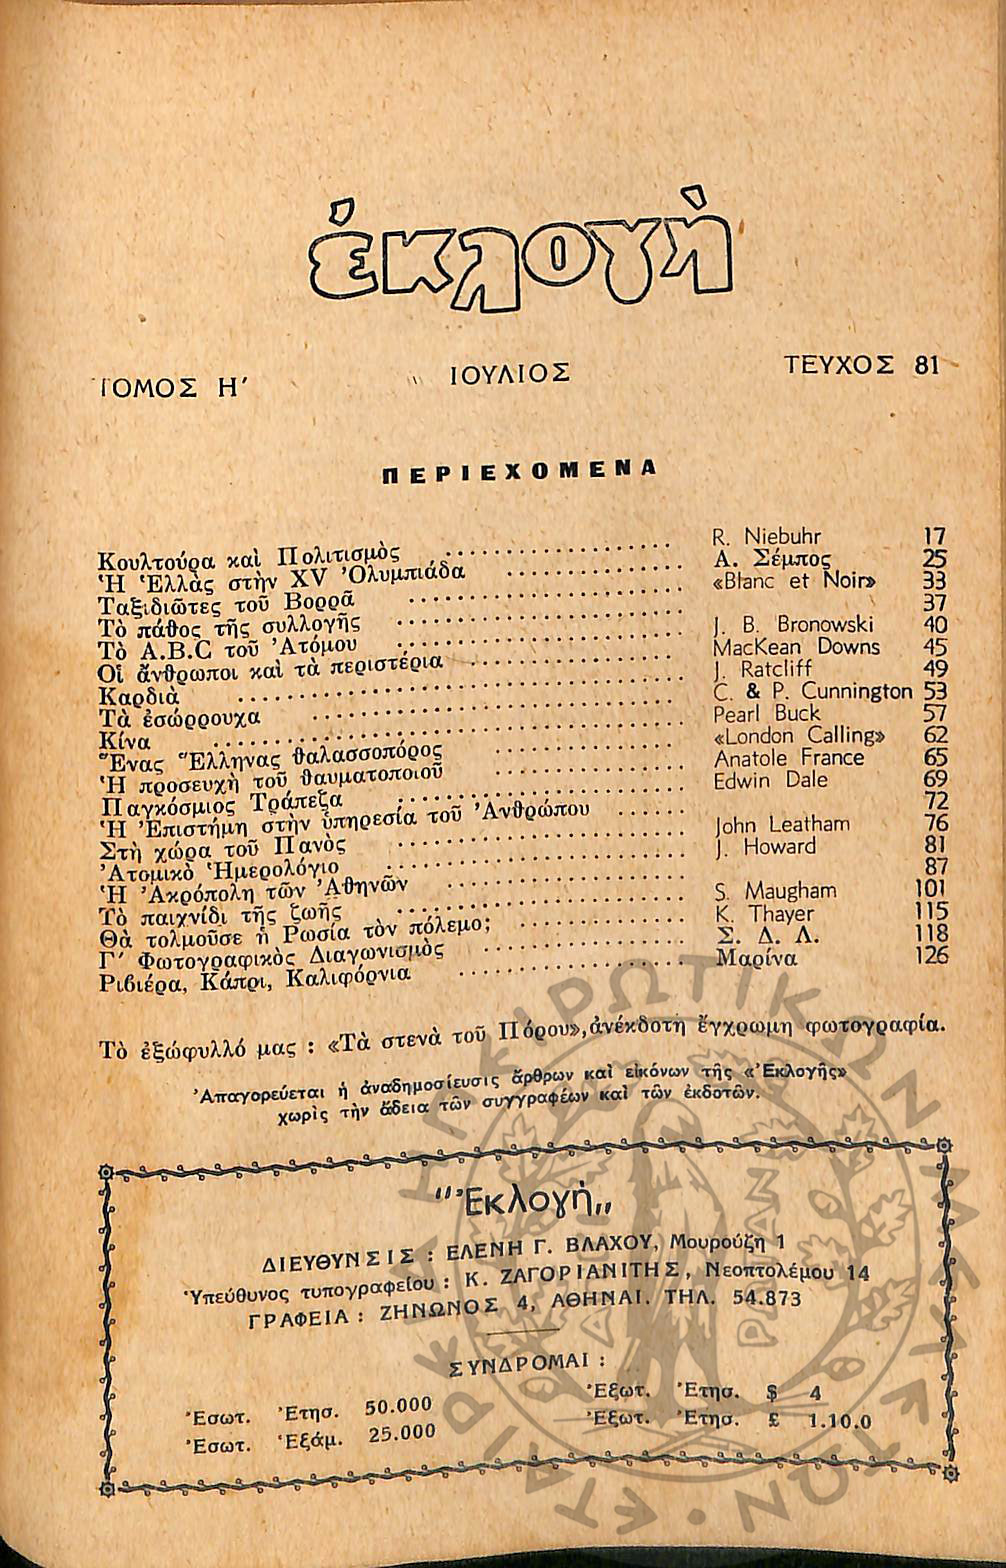 ἐκλογὴ
ΤΟΜΟΣ Η′ ΙΟΥΛΙΟΣ ΤΕΥΧΟΣ 81
ΠΕΡΙΕΧΟΜΕΝΑ
Κουλτούρα καὶ Πολιτισμὸς .................. R. Niebuhr 17
Ἡ Ἑλλὰς στὴν XV Ὀλυμπιάδα .............. Α. Σέμπος 25
Ταξιδιῶτες τοῦ Βορρᾶ ...................... «Blanc et Noir» 33
Τὸ πάθος τῆς συλλογῆς ...................... 37
Τὸ A.B.C τοῦ Ἀτόμου ...................... J. B. Bronowski 40
Οἱ ἄνθρωποι καὶ τὰ περιστέρια ................ MacKean Downs 45
Καρδιὰ .................................. J. Ratcliff 49
Τὰ ἐσώρρουχα ............................ C. & P. Cunnington 53
Κίνα .................................... Pearl Buck 57
Ἕνας Ἕλληνας θαλασσοπόρος .............. «London Calling» 62
Ἡ προσευχὴ τοῦ θαυματοποιοῦ .............. Anatole France 65
Παγκόσμιος Τράπεζα ...................... Edwin Dale 69
Ἡ Ἐπιστήμη στὴν ὑπηρεσία τοῦ Ἀνθρώπου ...... 72
Στὴ χώρα τοῦ Πανὸς ...................... John Leatham 76
Ἀτομικὸ Ἡμερολόγιο ...................... J. Howard 81
Ἡ Ἀκρόπολη τῶν Ἀθηνῶν .................. 87
Τὸ παιχνίδι τῆς ζωῆς ...................... S. Maugham 101
Θὰ τολμοῦσε ἡ Ρωσία τὸν πόλεμο; ............ K. Thayer 115
Γ′ Φωτογραφικὸς Διαγωνισμὸς .............. Σ. Δ. Λ. 118
Ριβιέρα, Κάπρι, Καλιφόρνια .................. Μαρίνα 126
Τὸ ἐξώφυλλό μας : «Τὰ στενὰ τοῦ Πόρου», ἀνέκδοτη ἔγχρωμη φωτογραφία.
Ἀπαγορεύεται ἡ ἀναδημοσίευσις ἄρθρων καὶ εἰκόνων τῆς «Ἐκλογῆς»
χωρὶς τὴν ἄδεια τῶν συγγραφέων καὶ τῶν ἐκδοτῶν.
"Ἐκλογὴ„
ΔΙΕΥΘΥΝΣΙΣ : ΕΛΕΝΗ Γ. ΒΛΑΧΟΥ, Μουρούζη 1
Ὑπεύθυνος τυπογραφείου : Κ. ΖΑΓΟΡΙΑΝΙΤΗΣ, Νεοπτολέμου 14
ΓΡΑΦΕΙΑ : ΖΗΝΩΝΟΣ 4, ΑΘΗΝΑΙ. ΤΗΛ. 54.873
ΣΥΝΔΡΟΜΑΙ :
Ἐσωτ. Ἐτησ. 50.000 Ἐξωτ. Ἐτησ. $ 4
Ἐσωτ. Ἐξάμ. 25.000 Ἐξωτ. Ἐτησ. £ 1.10.0
ΕΤΑΙΡΕΙΑ ΗΠΕΙΡΩΤΙΚΩΝ ΜΕΛΕΤΩΝ